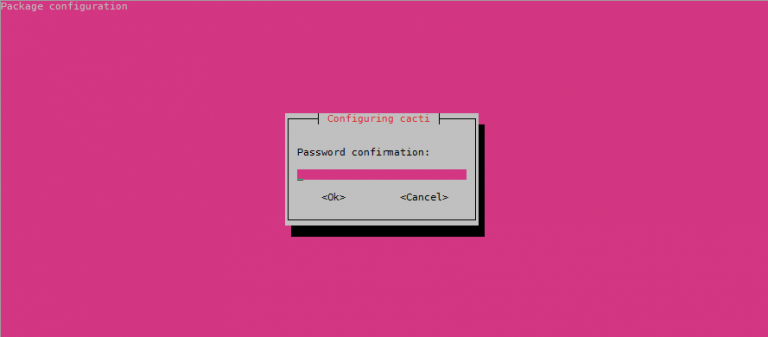 Package configuration
Configuring cacti
Password confirmation:
<Ok> <Cancel>